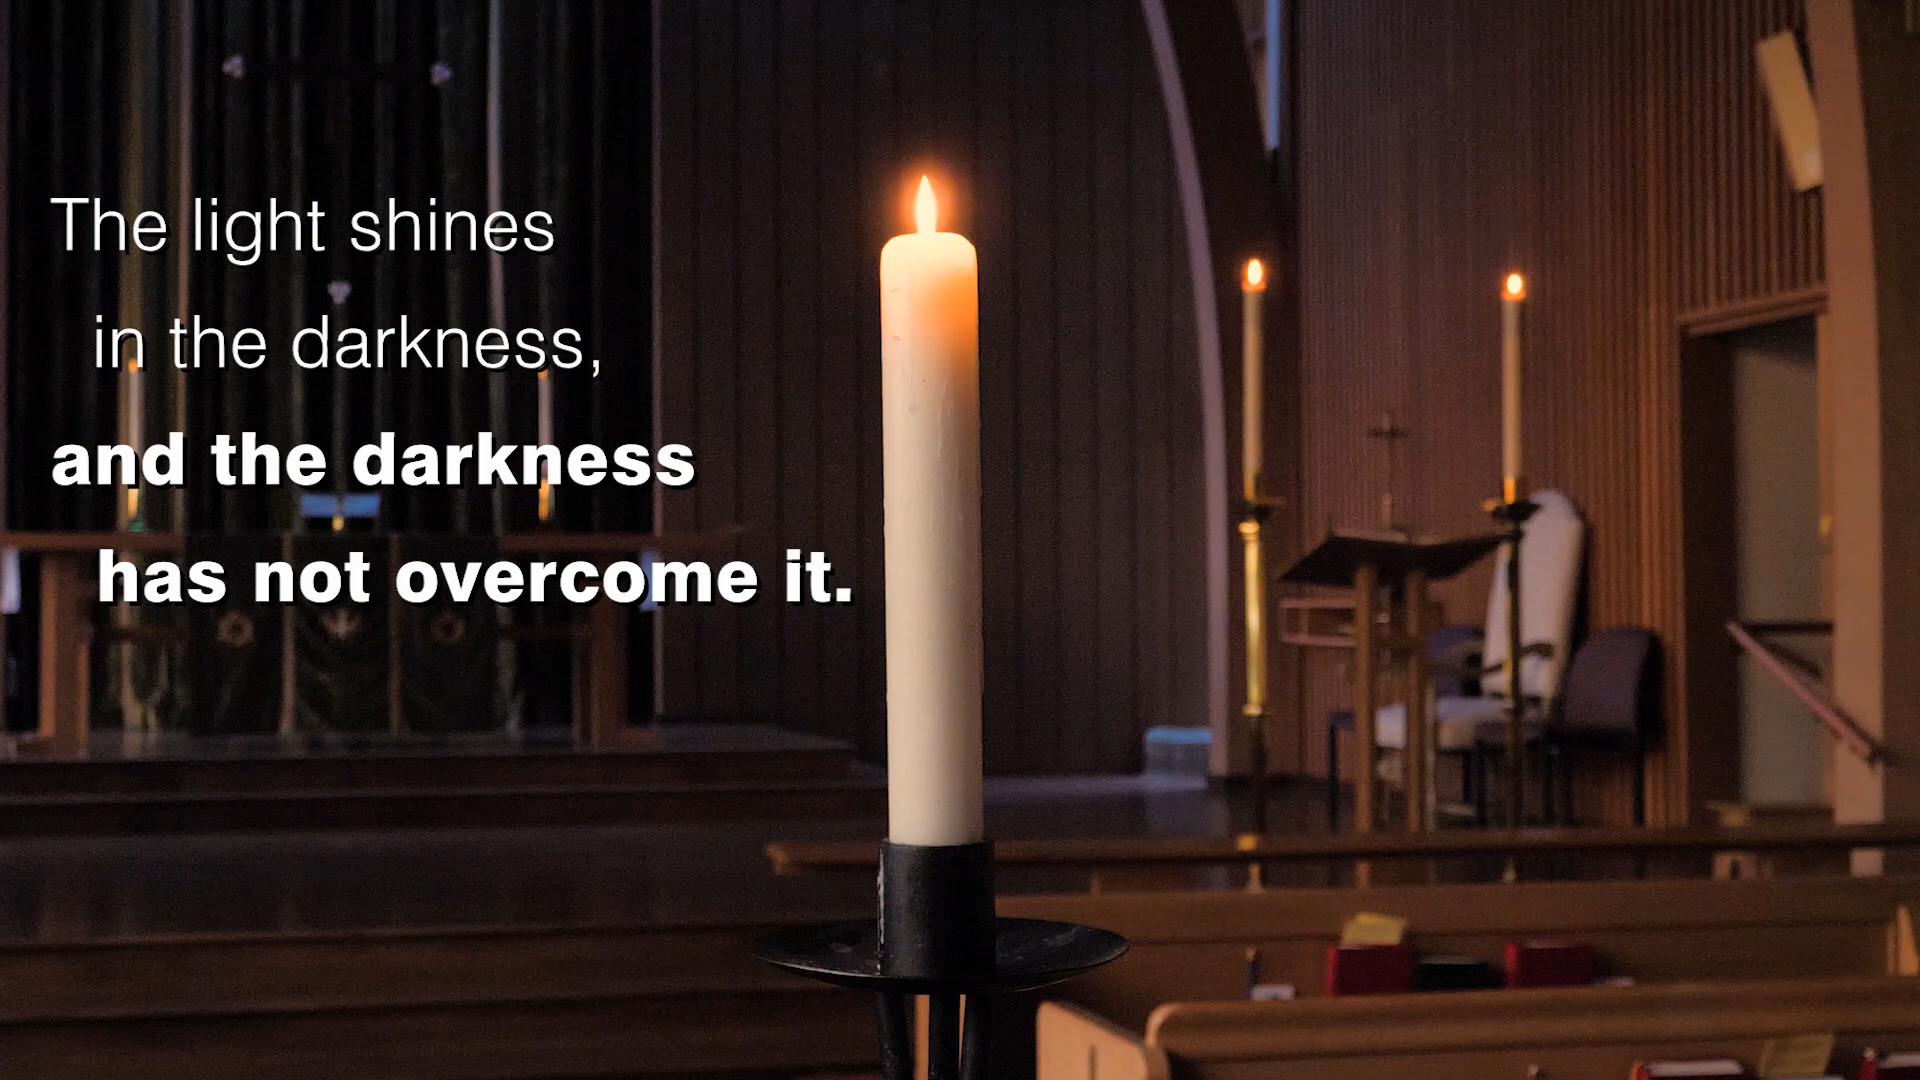 The light shines
in the darkness,
and the darkness
has not overcome it.